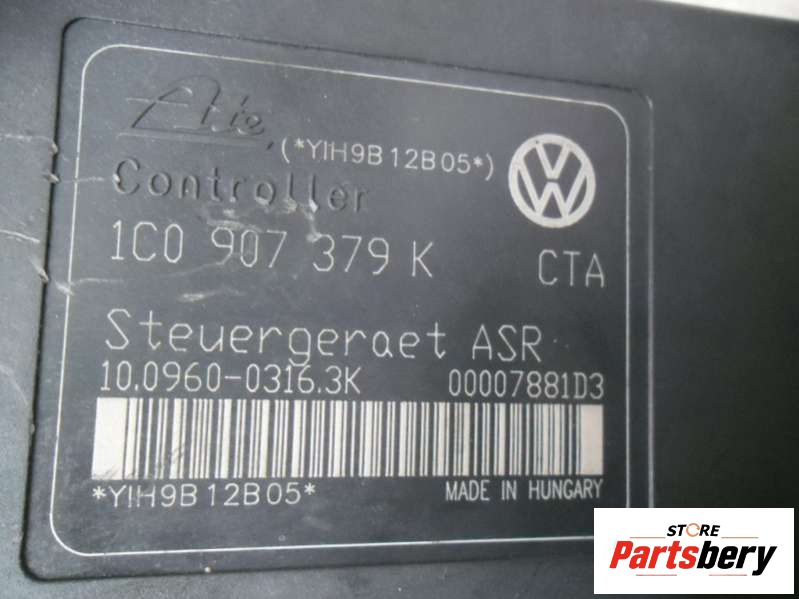 Ate
(*YIH9B12B05*)
Controller
1C0 907 379 K
CTA
Steuergeraet ASR
10.0960-0316.3K 00007881D3
*YIH9B12B05* MADE IN HUNGARY
STORE
Partsbery